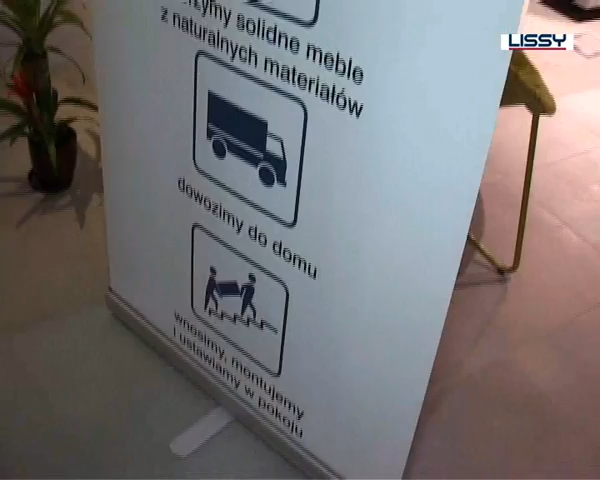 solidne meble
z naturalnych materiałów
dowozimy do domu
wnosimy, montujemy
i ustawiamy w pokoju
LISSY